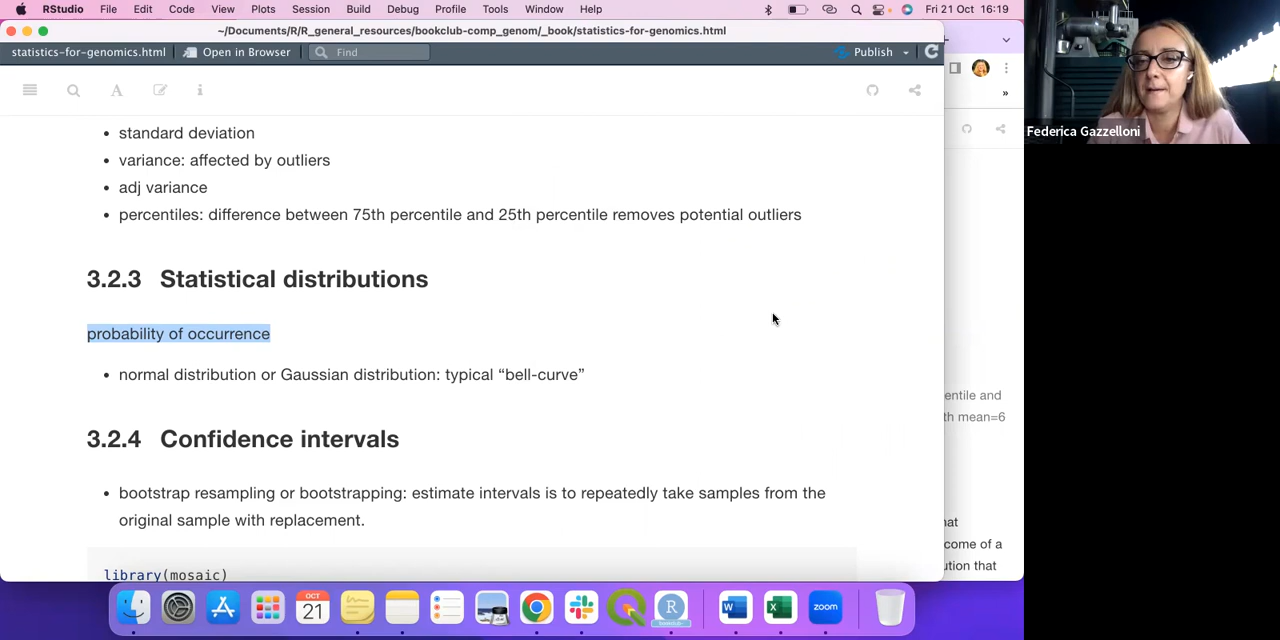 RStudio File Edit Code View Plots Session Build Debug Profile Tools Window Help Fri 21 Oct 16:19
~/Documents/R/R_general_resources/bookclub-comp_genom/_book/statistics-for-genomics.html
statistics-for-genomics.html Open in Browser Find Publish
Federica Gazzelloni
• standard deviation
• variance: affected by outliers
• adj variance
• percentiles: difference between 75th percentile and 25th percentile removes potential outliers
3.2.3 Statistical distributions
probability of occurrence
• normal distribution or Gaussian distribution: typical “bell-curve”
3.2.4 Confidence intervals
• bootstrap resampling or bootstrapping: estimate intervals is to repeatedly take samples from the
original sample with replacement.
library(mosaic)
entile and
th mean=6
nat
come of a
ution that
OCT
21
R
W
X
zoom